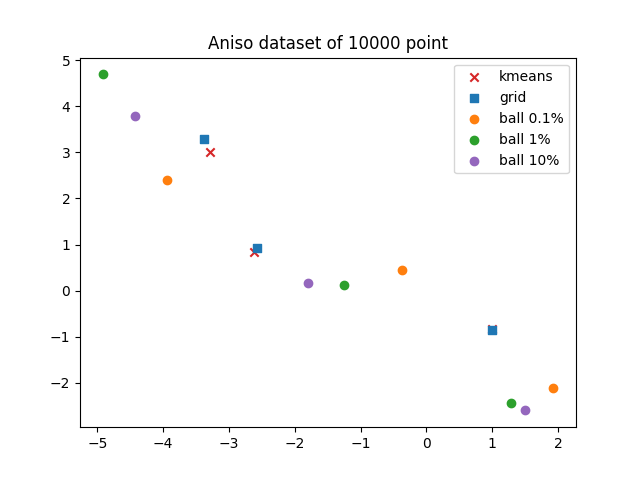 Aniso dataset of 10000 point
kmeans
grid
ball 0.1%
ball 1%
ball 10%
5
4
3
2
1
0
−1
−2
−5 −4 −3 −2 −1 0 1 2